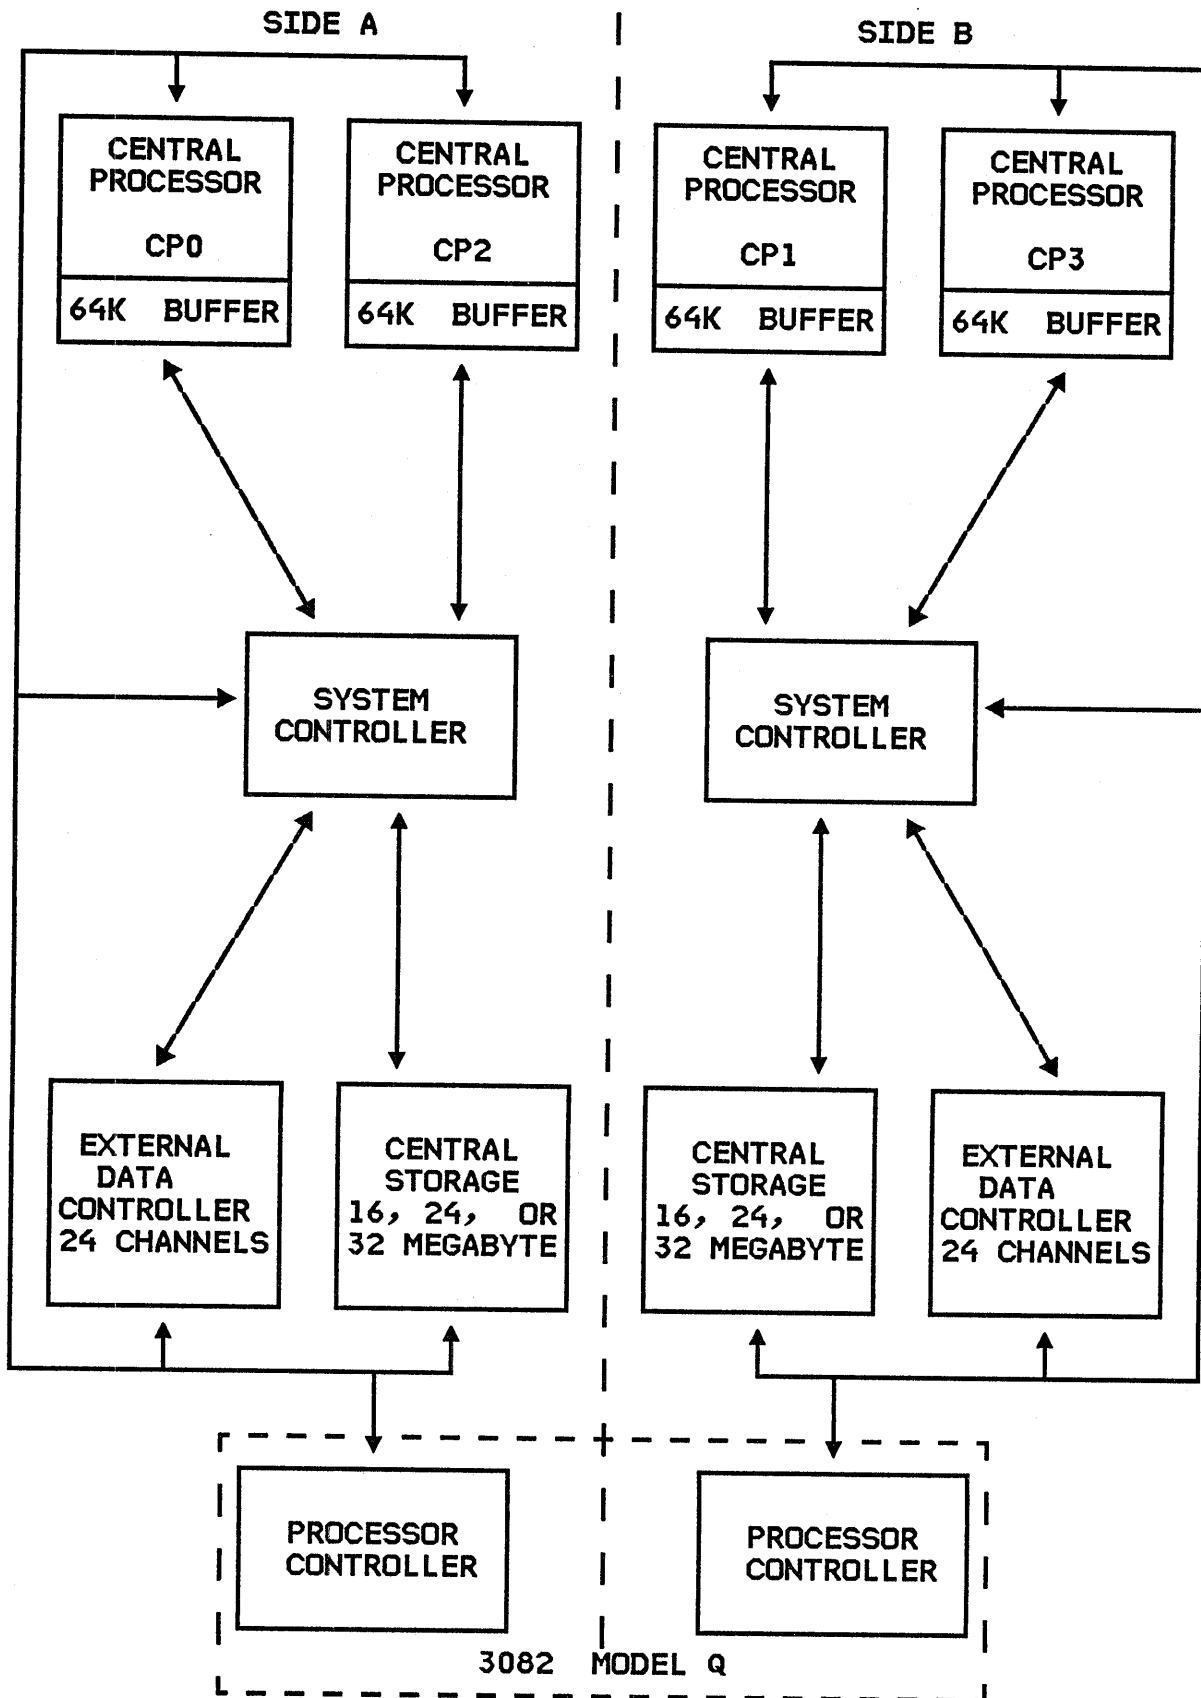 SIDE A
SIDE B
CENTRAL
PROCESSOR
CP0
64K BUFFER
CENTRAL
PROCESSOR
CP2
64K BUFFER
CENTRAL
PROCESSOR
CP1
64K BUFFER
CENTRAL
PROCESSOR
CP3
64K BUFFER
SYSTEM
CONTROLLER
SYSTEM
CONTROLLER
EXTERNAL
DATA
CONTROLLER
24 CHANNELS
CENTRAL
STORAGE
16, 24, OR
32 MEGABYTE
CENTRAL
STORAGE
16, 24, OR
32 MEGABYTE
EXTERNAL
DATA
CONTROLLER
24 CHANNELS
PROCESSOR
CONTROLLER
PROCESSOR
CONTROLLER
3082 MODEL Q